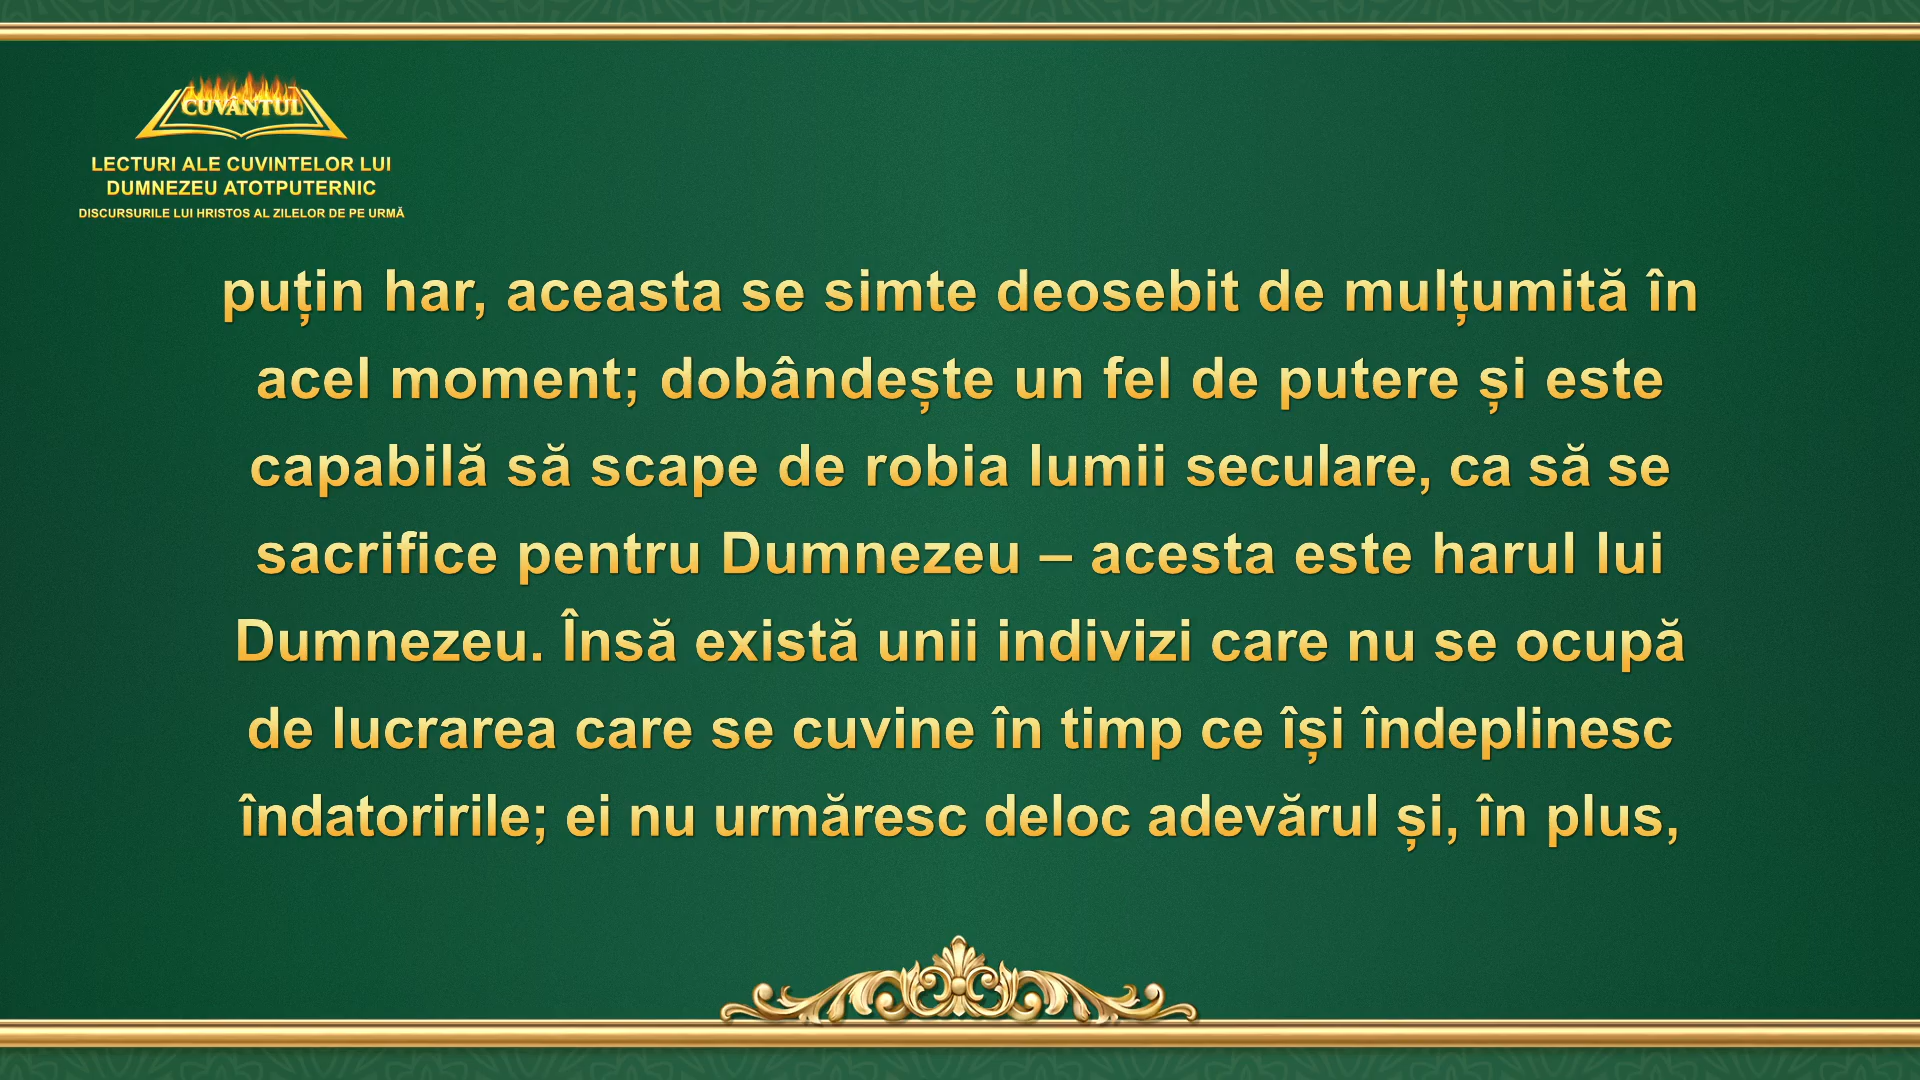 CUVÂNTUL
LECTURI ALE CUVINTELOR LUI
DUMNEZEU ATOTPUTERNIC
DISCURSURILE LUI HRISTOS AL ZILELOR DE PE URMĂ
puțin har, aceasta se simte deosebit de mulțumită în
acel moment; dobândește un fel de putere și este
capabilă să scape de robia lumii seculare, ca să se
sacrifice pentru Dumnezeu – acesta este harul lui
Dumnezeu. Însă există unii indivizi care nu se ocupă
de lucrarea care se cuvine în timp ce își îndeplinesc
îndatoririle; ei nu urmăresc deloc adevărul și, în plus,